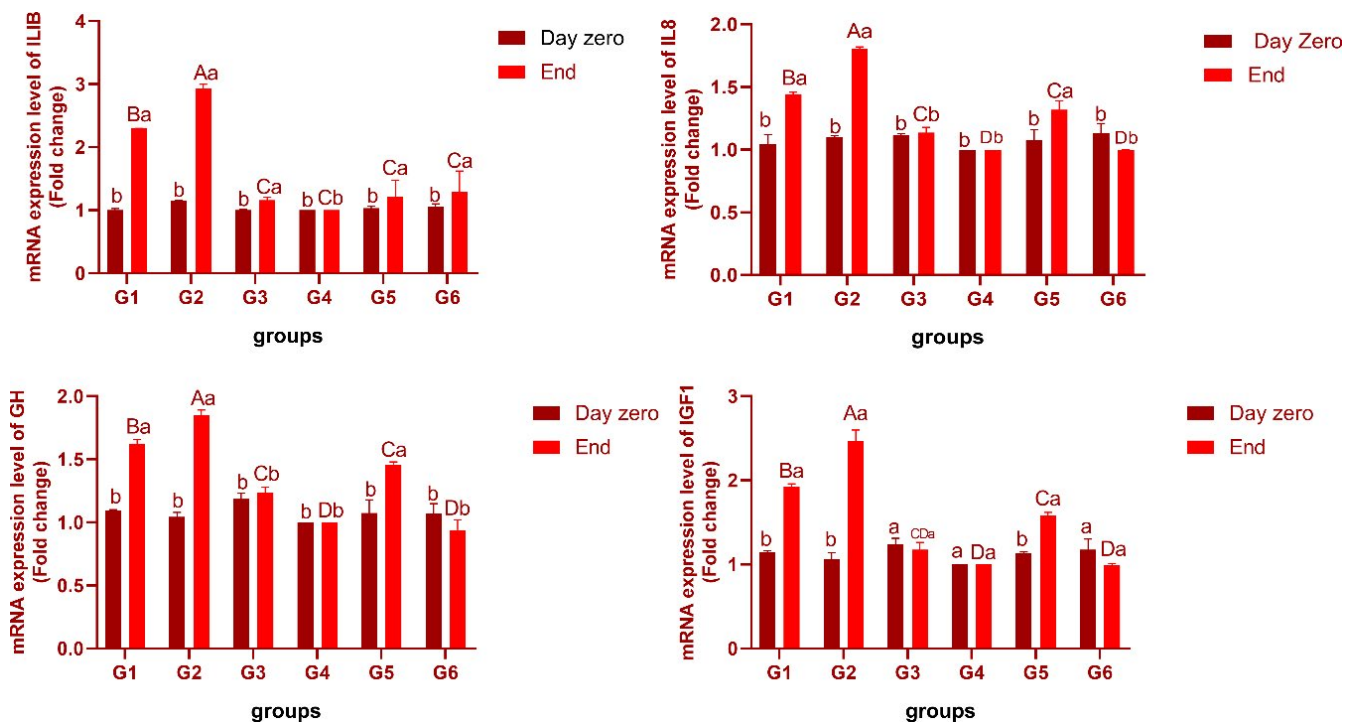 mRNA expression level of ILIB
(Fold change)
4
3
2
1
0
b
Ba
b
Aa
b
Ca
b
Cb
b
Ca
b
Ca
G1
G2
G3
G4
G5
G6
groups
Day zero
End
mRNA expression level of IL8
(Fold change)
2.0
1.5
1.0
0.5
0.0
b
Ba
b
Aa
b
Cb
b
Db
b
Ca
b
Db
G1
G2
G3
G4
G5
G6
groups
Day Zero
End
mRNA expression level of GH
(Fold change)
2.0
1.5
1.0
0.5
0.0
b
Ba
b
Aa
b
Cb
b
Db
b
Ca
b
Db
G1
G2
G3
G4
G5
G6
groups
Day zero
End
mRNA expression level of IGF1
(Fold change)
3
2
1
0
b
Ba
b
Aa
a
CDa
a
Da
b
Ca
a
Da
G1
G2
G3
G4
G5
G6
groups
Day zero
End